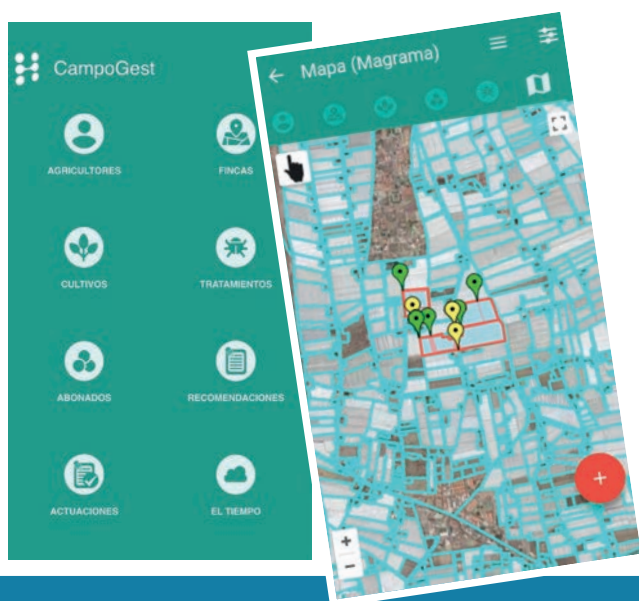 CampoGest
AGRICULTORES
FINCAS
CULTIVOS
TRATAMIENTOS
ABONADOS
RECOMENDACIONES
ACTUACIONES
EL TIEMPO
Mapa (Magrama)
+
+
−